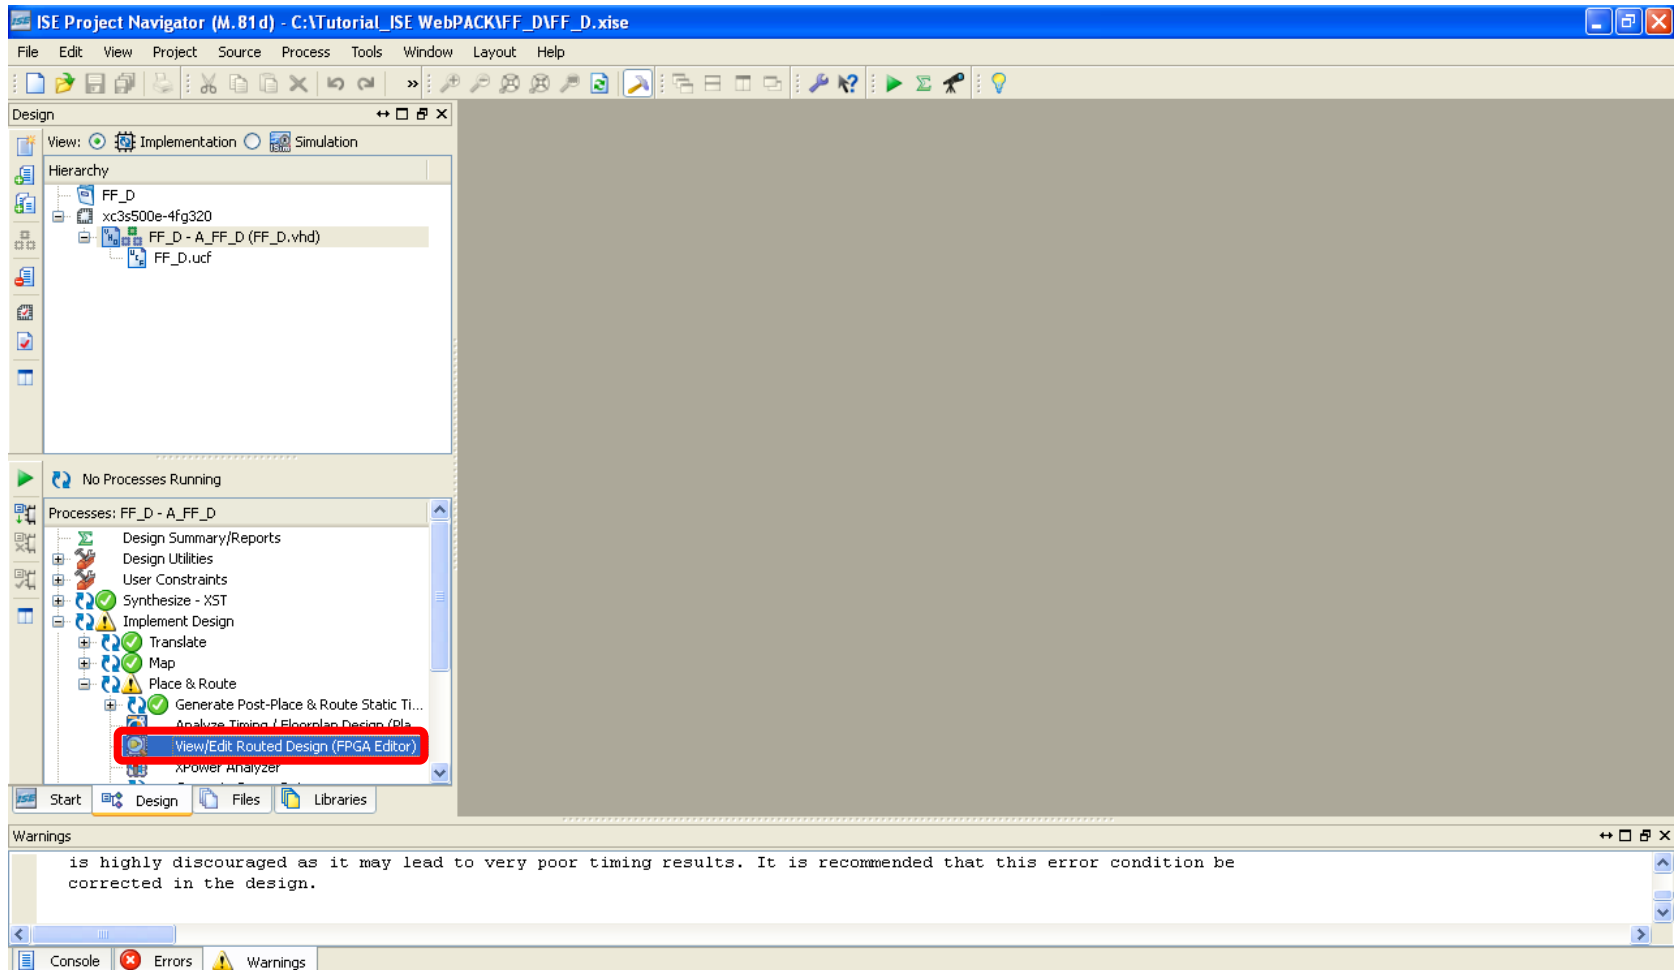 ISE Project Navigator (M.81d) - C:\Tutorial_ISE WebPACK\FF_D\FF_D.xise
File Edit View Project Source Process Tools Window Layout Help
Design
View: Implementation Simulation
Hierarchy
FF_D
xc3s500e-4fg320
FF_D - A_FF_D (FF_D.vhd)
FF_D.ucf
No Processes Running
Processes: FF_D - A_FF_D
Design Summary/Reports
Design Utilities
User Constraints
Synthesize - XST
Implement Design
Translate
Map
Place & Route
Generate Post-Place & Route Static Ti...
Analyze Timing / Floorplan Design (Pla...
View/Edit Routed Design (FPGA Editor)
XPower Analyzer
Start Design Files Libraries
Warnings
is highly discouraged as it may lead to very poor timing results. It is recommended that this error condition be
corrected in the design.
Console Errors Warnings